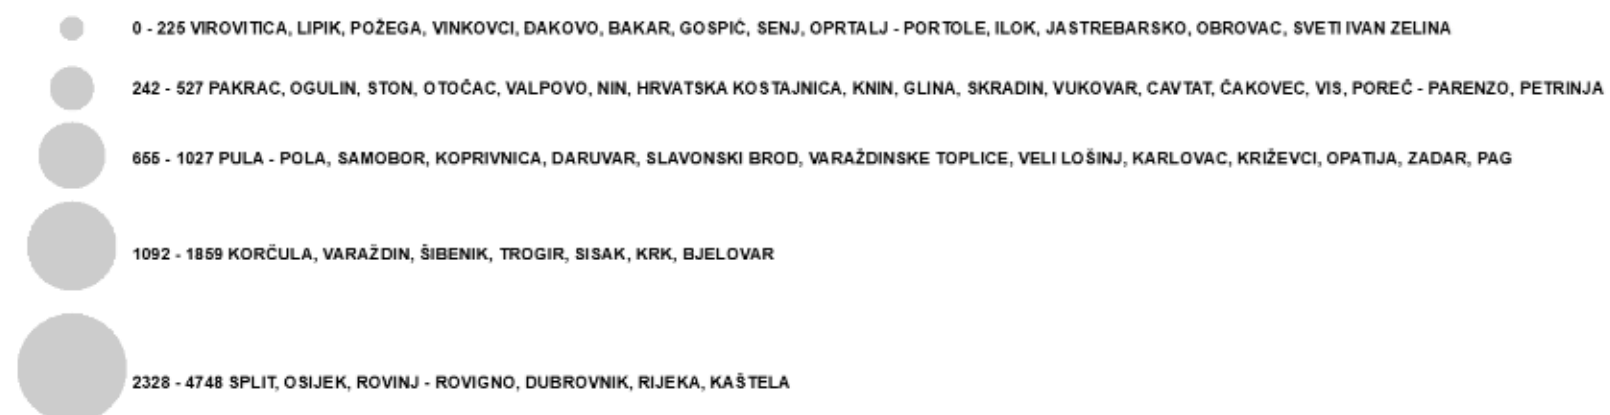 0 - 225 VIROVITICA, LIPIK, POŽEGA, VINKOVCI, DAKOVO, BAKAR, GOSPIĆ, SENJ, OPRTALJ - PORTOLE, ILOK, JASTREBARSKO, OBROVAC, SVETI IVAN ZELINA
242 - 527 PAKRAC, OGULIN, STON, OTOČAC, VALPOVO, NIN, HRVATSKA KOSTAJNICA, KNIN, GLINA, SKRADIN, VUKOVAR, CAVTAT, ČAKOVEC, VIS, POREČ - PARENZO, PETRINJA
655 - 1027 PULA - POLA, SAMOBOR, KOPRIVNICA, DARUVAR, SLAVONSKI BROD, VARAŽDINSKE TOPLICE, VELI LOŠINJ, KARLOVAC, KRIŽEVCI, OPATIJA, ZADAR, PAG
1092 - 1859 KORČULA, VARAŽDIN, ŠIBENIK, TROGIR, SISAK, KRK, BJELOVAR
2328 - 4748 SPLIT, OSIJEK, ROVINJ - ROVIGNO, DUBROVNIK, RIJEKA, KAŠTELA